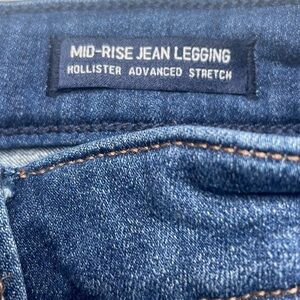 MID-RISE JEAN LEGGING
HOLLISTER ADVANCED STRETCH